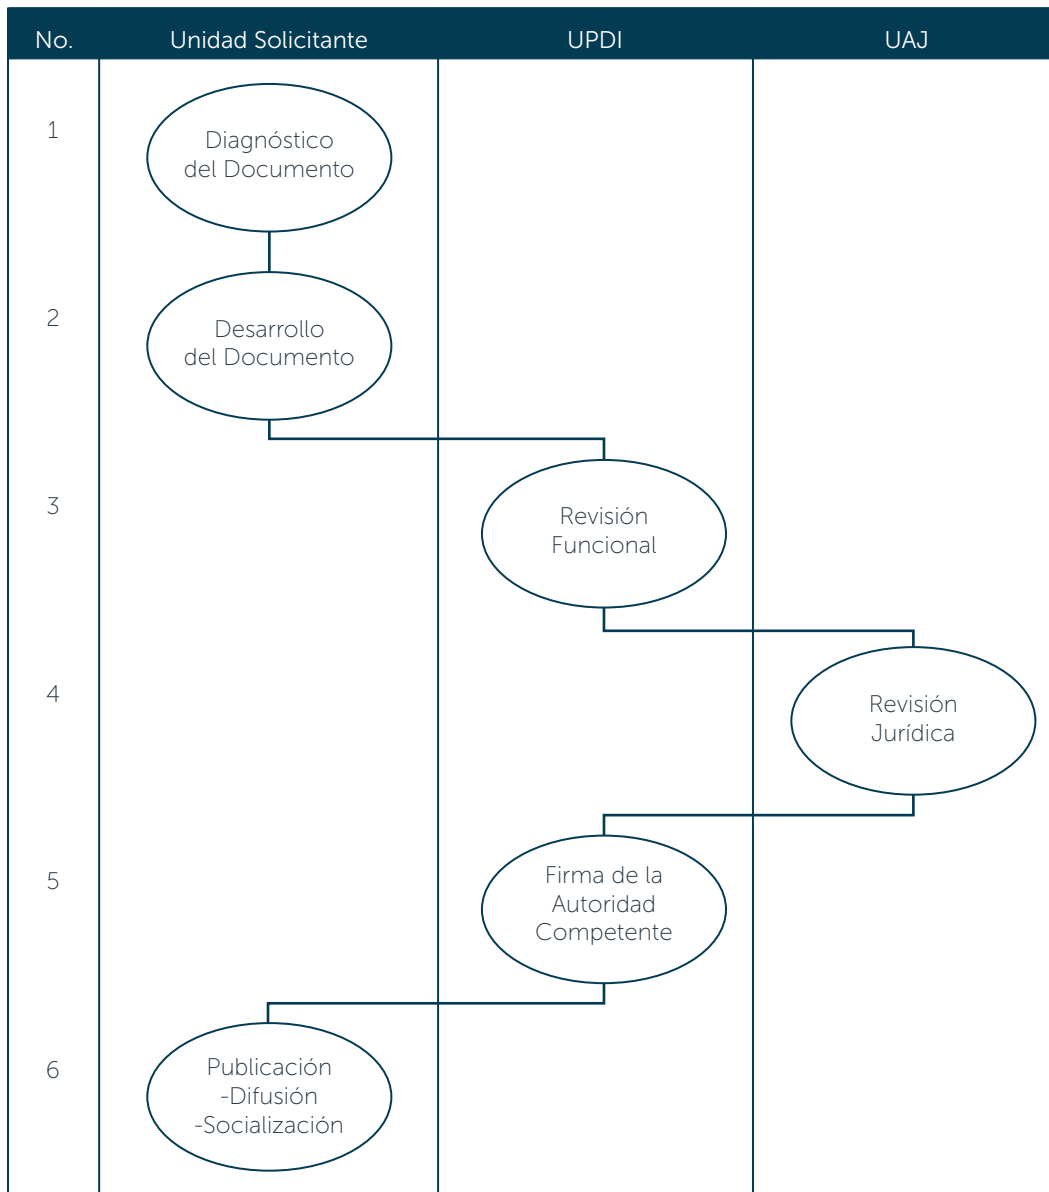 No. Unidad Solicitante UPDI UAJ
1
Diagnóstico
del Documento
2
Desarrollo
del Documento
3
Revisión
Funcional
4
Revisión
Jurídica
5
Firma de la
Autoridad
Competente
6
Publicación
-Difusión
-Socialización